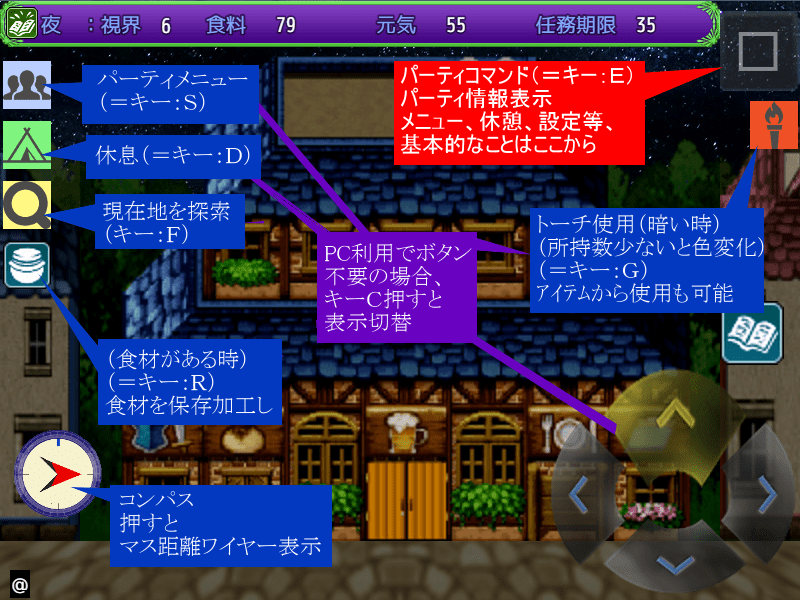 夜 ：視界 6 食料 79 元気 55 任務期限 35
パーティメニュー
（＝キー：S）
パーティコマンド（＝キー：E）
パーティ情報表示
メニュー、休憩、設定等、
基本的なことはここから
休息（＝キー：D）
現在地を探索
（キー：F）
トーチ使用（暗い時）
（所持数少ないと色変化）
（＝キー：G）
アイテムから使用も可能
PC利用でボタン
不要の場合、
キーC押すと
表示切替
（食材がある時）
（＝キー：R）
食材を保存加工し
コンパス
押すと
マス距離ワイヤー表示
@